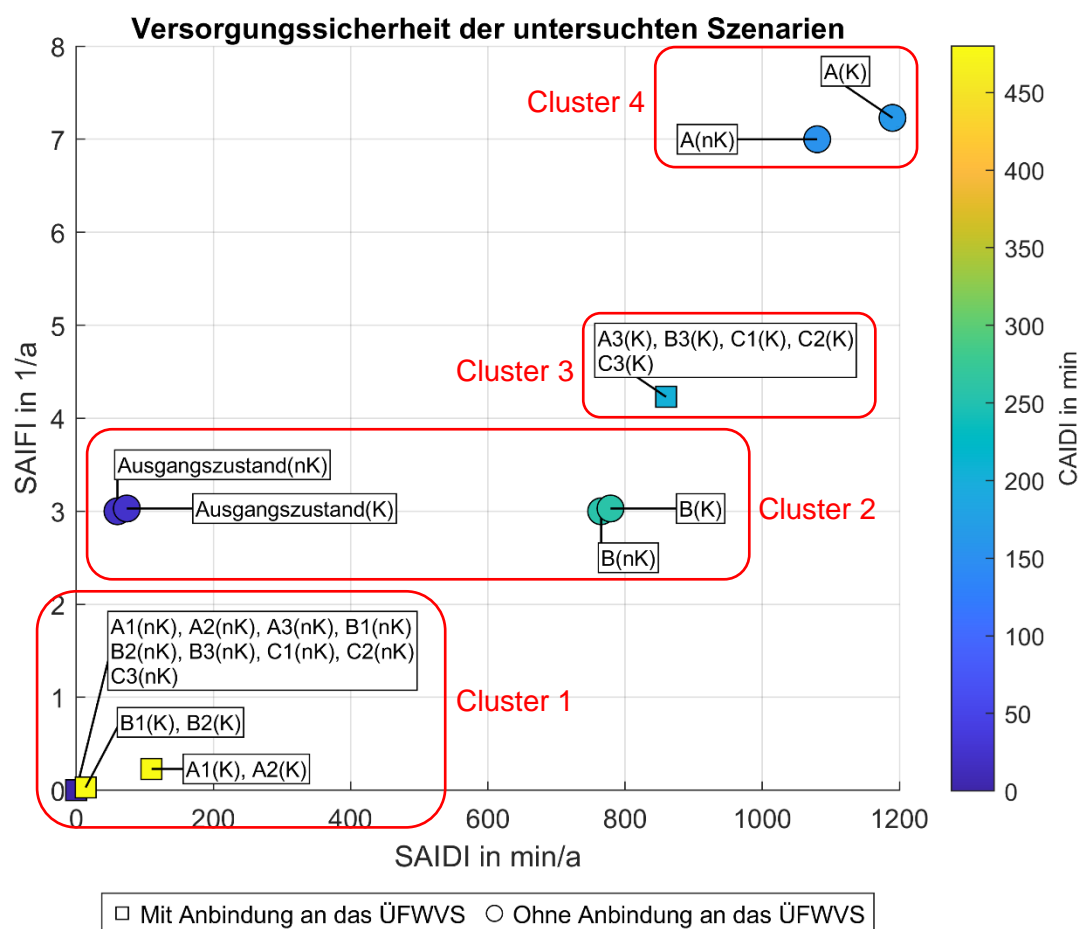 Versorgungssicherheit der untersuchten Szenarien
8
7
6
5
4
3
2
1
0
SAIFI in 1/a
Cluster 4
A(K)
A(nK)
Cluster 3
A3(K), B3(K), C1(K), C2(K)
C3(K)
Ausgangszustand(nK)
Ausgangszustand(K)
B(K)
B(nK)
Cluster 2
A1(nK), A2(nK), A3(nK), B1(nK)
B2(nK), B3(nK), C1(nK), C2(nK)
C3(nK)
B1(K), B2(K)
A1(K), A2(K)
Cluster 1
0 200 400 600 800 1000 1200
SAIDI in min/a
450
400
350
300
250
200
150
100
50
0
CAIDI in min
Mit Anbindung an das ÜFWVS Ohne Anbindung an das ÜFWVS